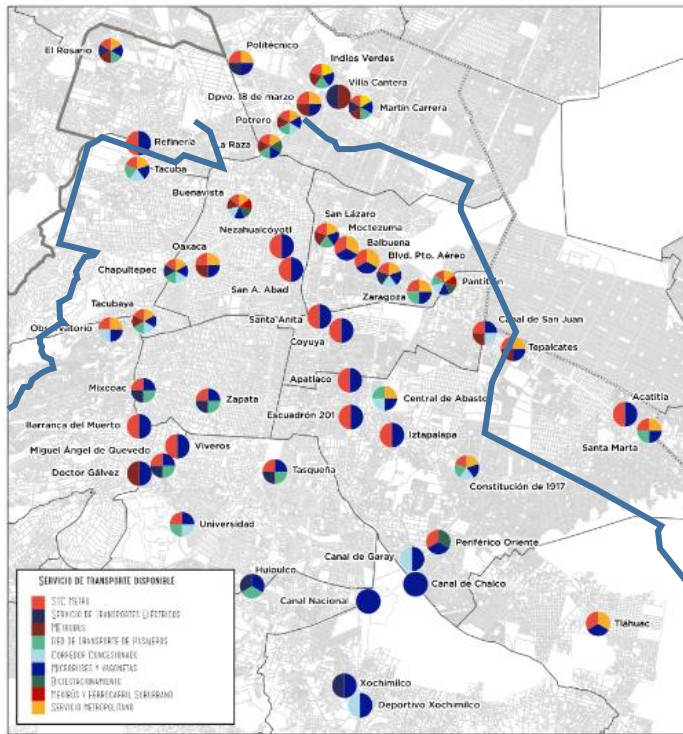 El Rosario
Politécnico
Indios Verdes
Villa Cantera
Dpvo. 18 de marzo
Martín Carrera
Potrero
Refinería
La Raza
Tacuba
Buenavista
San Lázaro
Nezahualcóyotl
Moctezuma
Balbuena
Oaxaca
Blvd. Pto. Aéreo
Chapultepec
Pantitlán
San A. Abad
Zaragoza
Tacubaya
Santa Anita
Canal de San Juan
Observatorio
Coyuya
Tepalcates
Apatlaco
Mixcoac
Central de Abasto
Acatitla
Zapata
Escuadrón 201
Barranca del Muerto
Iztapalapa
Santa Marta
Viveros
Miguel Ángel de Quevedo
Tasqueña
Doctor Gálvez
Constitución de 1917
Universidad
Periférico Oriente
Canal de Garay
Huiuulco
Canal de Chalco
Canal Nacional
Tláhuac
Xochimilco
Deportivo Xochimilco
SERVICIO DE TRANSPORTE DISPONIBLE
STC METRO
SERVICIO DE TRANSPORTES ELÉCTRICOS
METROBÚS
RED DE TRANSPORTE DE PASAJEROS
CORREDOR CONCESIONADO
MICROBUSES Y VAGONETAS
BICIESTACIONAMIENTO
MEXIBÚS Y FERROCARRIL SUBURBANO
SERVICIO METROPOLITANO